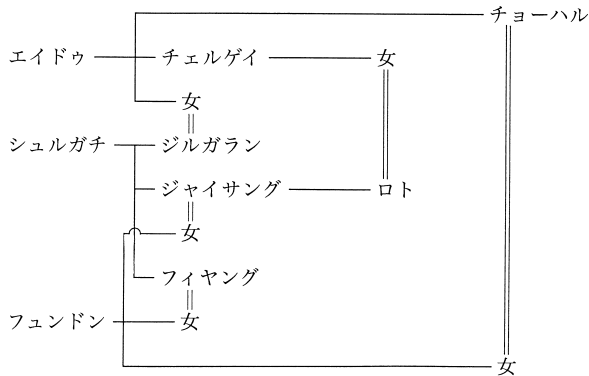 チョーハル
エイドゥ チェルゲイ 女
女
シュルガチ ジルガラン
ジャイサング ロト
女
フィヤング
フュンドン 女
女